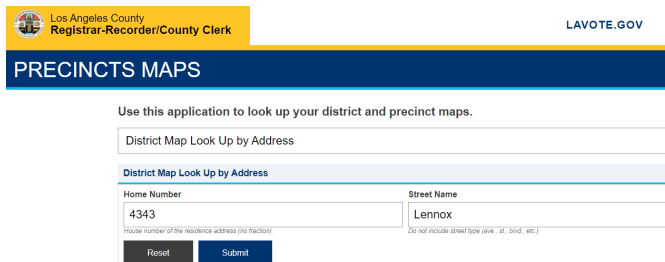 Los Angeles County
Registrar-Recorder/County Clerk
LAVOTE.GOV
PRECINCTS MAPS
Use this application to look up your district and precinct maps.
District Map Look Up by Address
District Map Look Up by Address
Home Number Street Name
4343 Lennox
House number of the residence address (no fraction). Do not include street type (ave., st., blvd., etc.)
Reset Submit